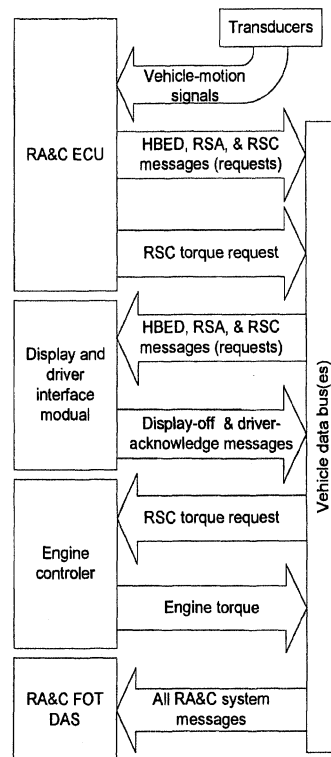 Transducers
Vehicle-motion
signals
RA&C ECU
HBED, RSA, & RSC
messages (requests)
RSC torque request
HBED, RSA, & RSC
messages (requests)
Display and
driver
interface
modual
Display-off & driver-
acknowledge messages
Vehicle data bus(es)
RSC torque request
Engine
controler
Engine torque
RA&C FOT
DAS
All RA&C system
messages